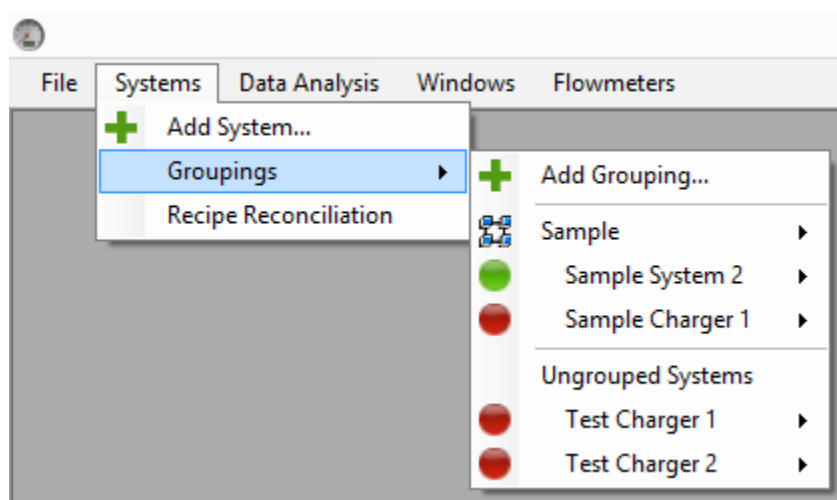 File Systems Data Analysis Windows Flowmeters
Add System...
Groupings
Recipe Reconciliation
Add Grouping...
Sample
Sample System 2
Sample Charger 1
Ungrouped Systems
Test Charger 1
Test Charger 2